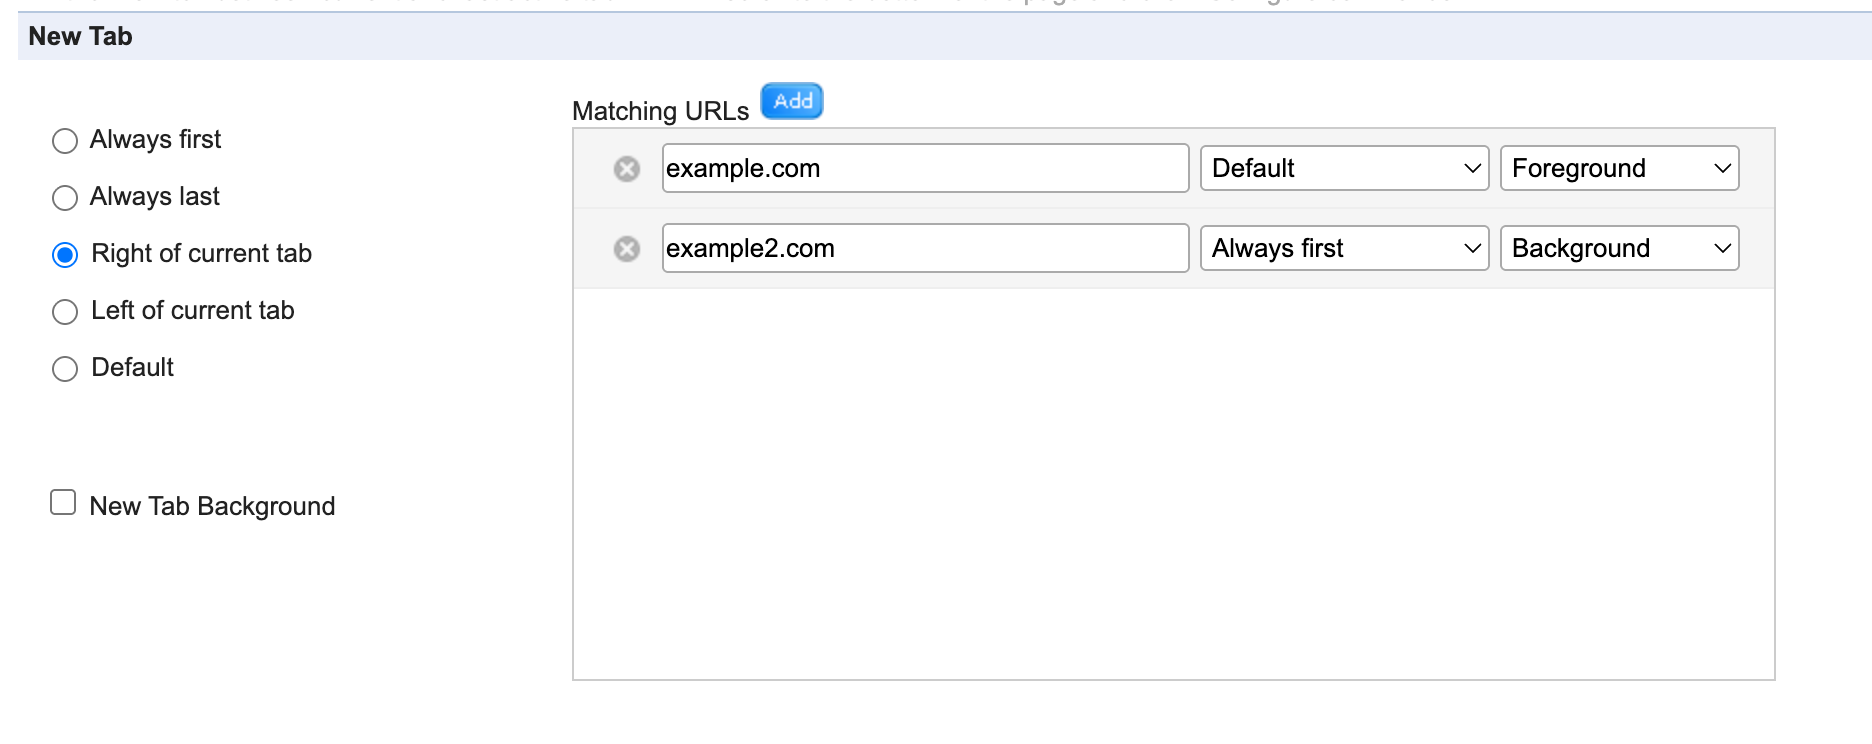 New Tab
Always first
Always last
Right of current tab
Left of current tab
Default
New Tab Background
Matching URLs Add
example.com Default Foreground
example2.com Always first Background